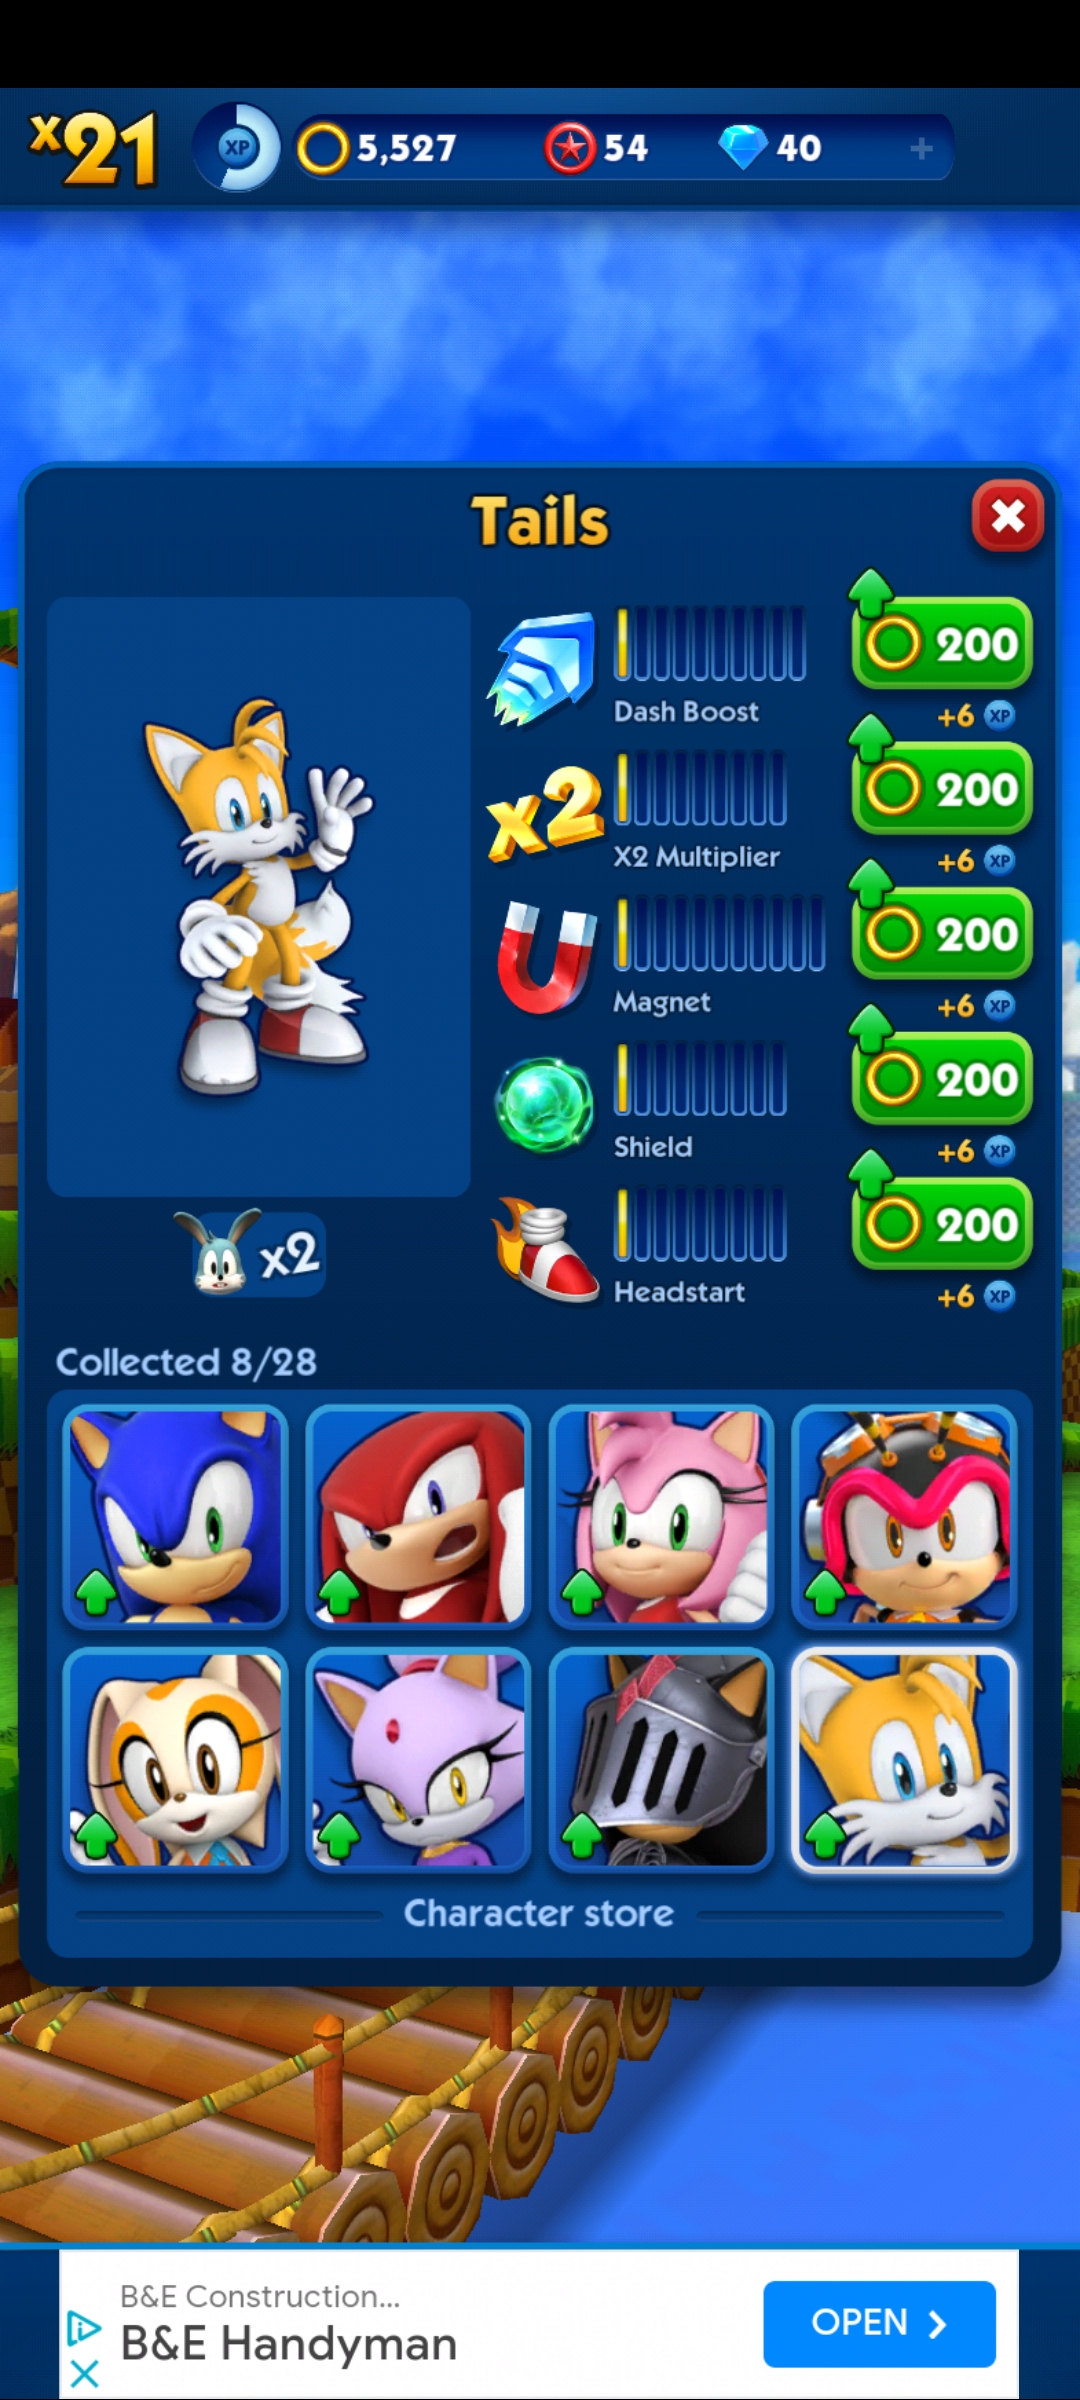 x21 XP 5,527 54 40 +
Tails
200
Dash Boost +6 XP
x2 200
X2 Multiplier +6 XP
200
Magnet +6 XP
200
Shield +6 XP
x2 200
Headstart +6 XP
Collected 8/28
Character store
B&E Construction...
B&E Handyman
OPEN